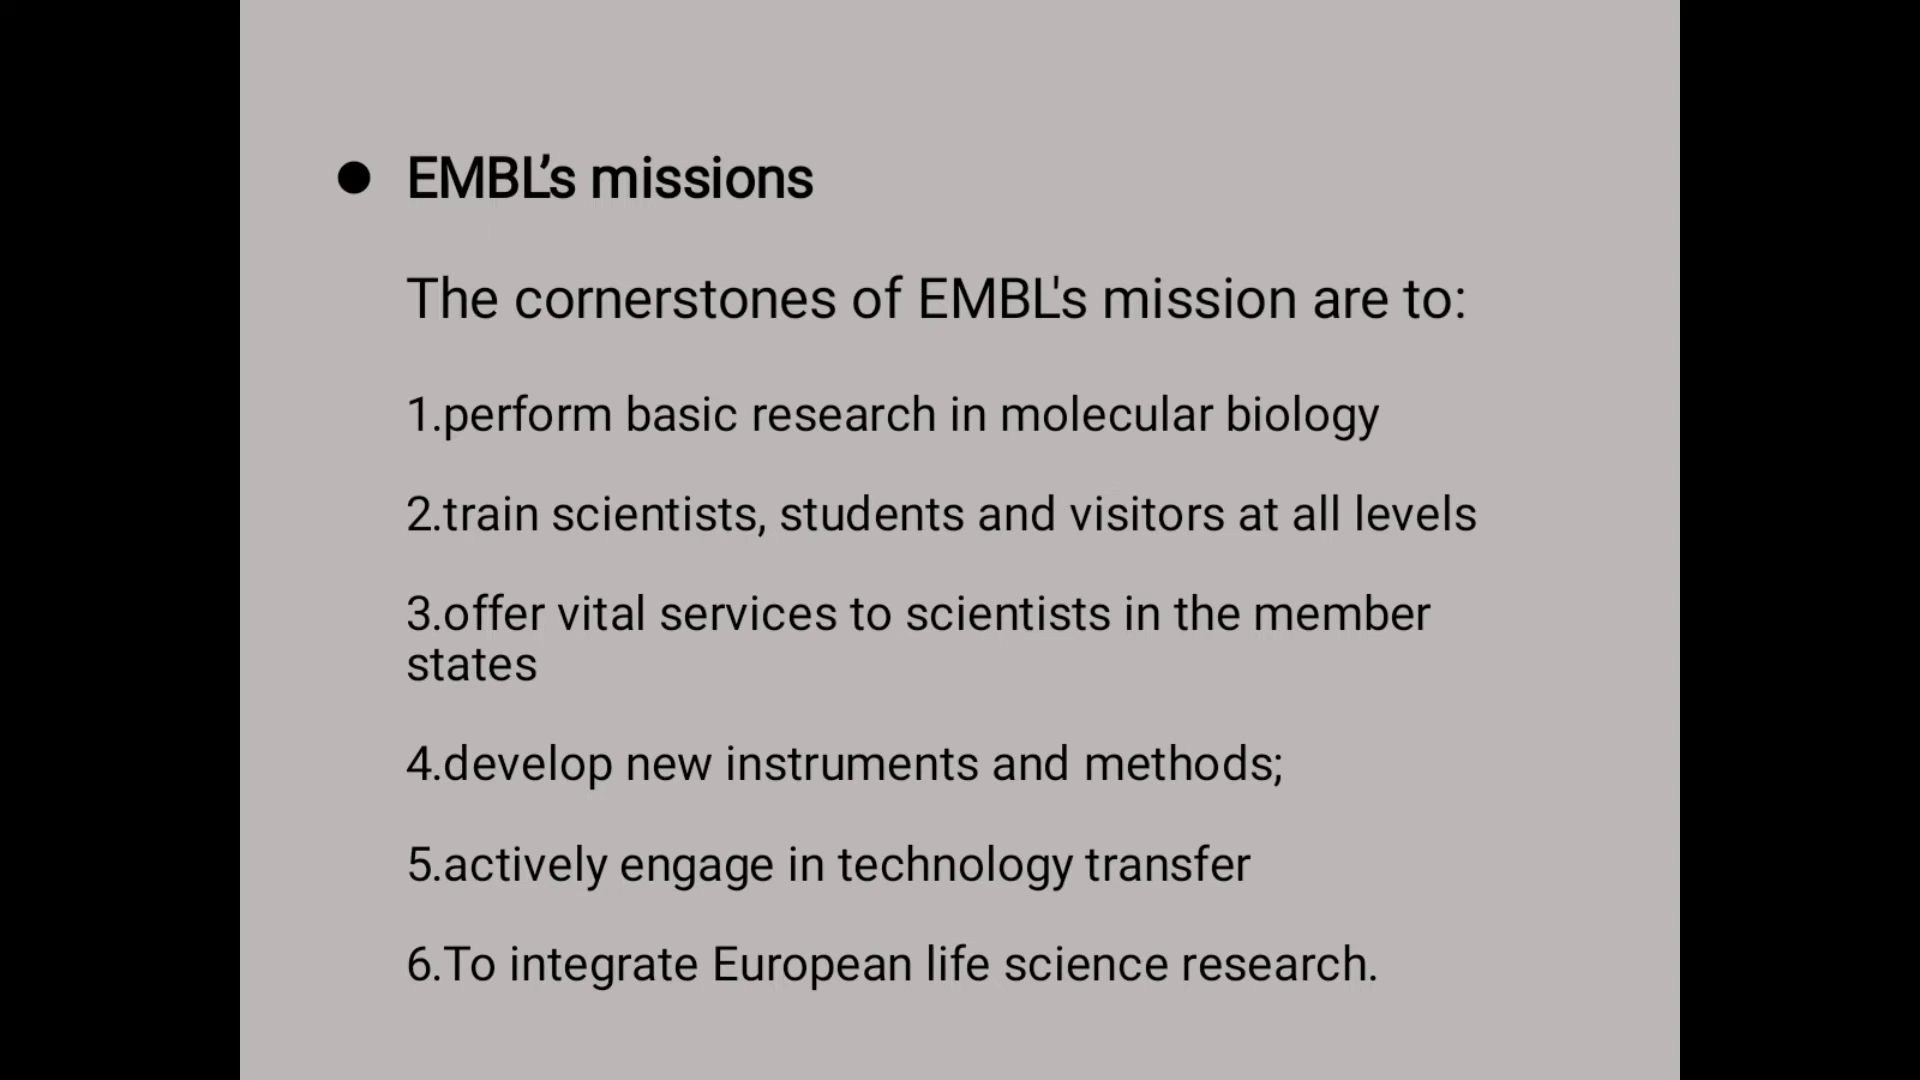 ● EMBL’s missions
The cornerstones of EMBL's mission are to:
1.perform basic research in molecular biology
2.train scientists, students and visitors at all levels
3.offer vital services to scientists in the member
states
4.develop new instruments and methods;
5.actively engage in technology transfer
6.To integrate European life science research.